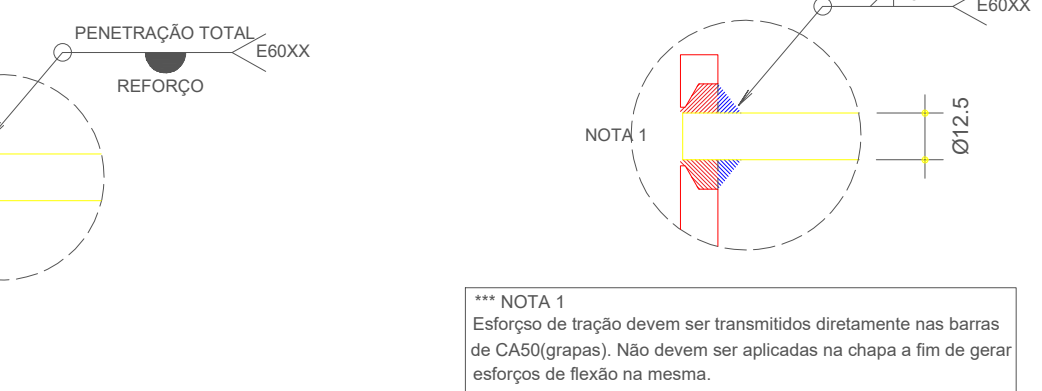 PENETRAÇÃO TOTAL
E60XX
REFORÇO
E60XX
NOTA 1
Ø12.5
*** NOTA 1
Esforçso de tração devem ser transmitidos diretamente nas barras
de CA50(grapas). Não devem ser aplicadas na chapa a fim de gerar
esforços de flexão na mesma.